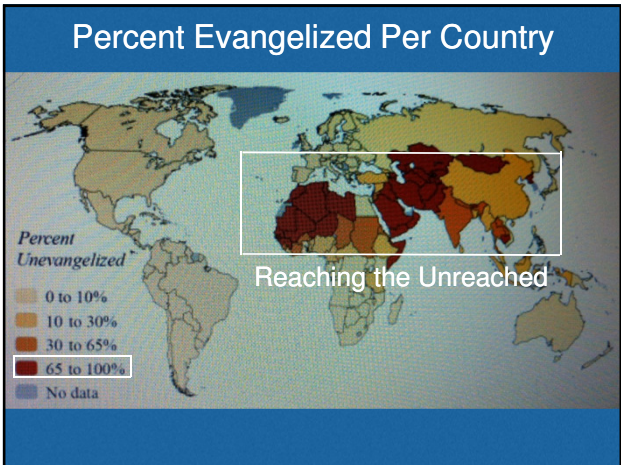 Percent Evangelized Per Country
Reaching the Unreached
Percent
Unevangelized
0 to 10%
10 to 30%
30 to 65%
65 to 100%
No data